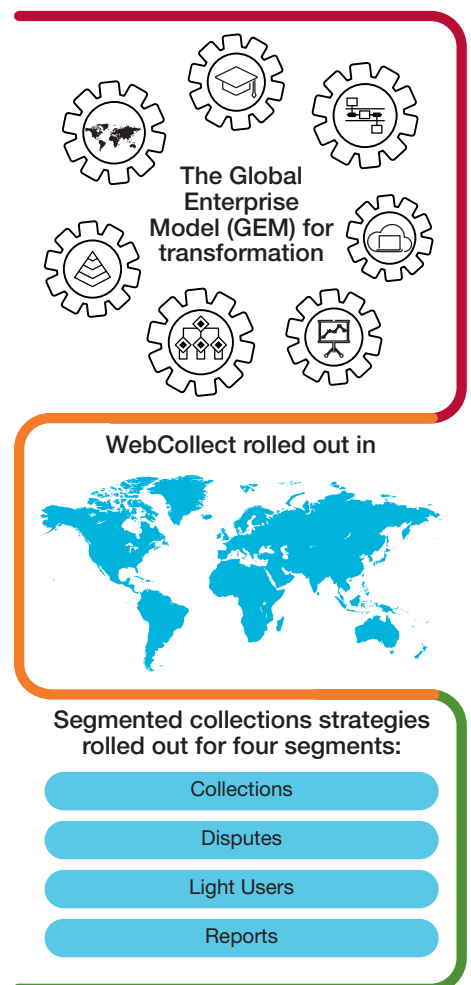 The Global
Enterprise
Model (GEM) for
transformation
WebCollect rolled out in
Segmented collections strategies
rolled out for four segments:
Collections
Disputes
Light Users
Reports